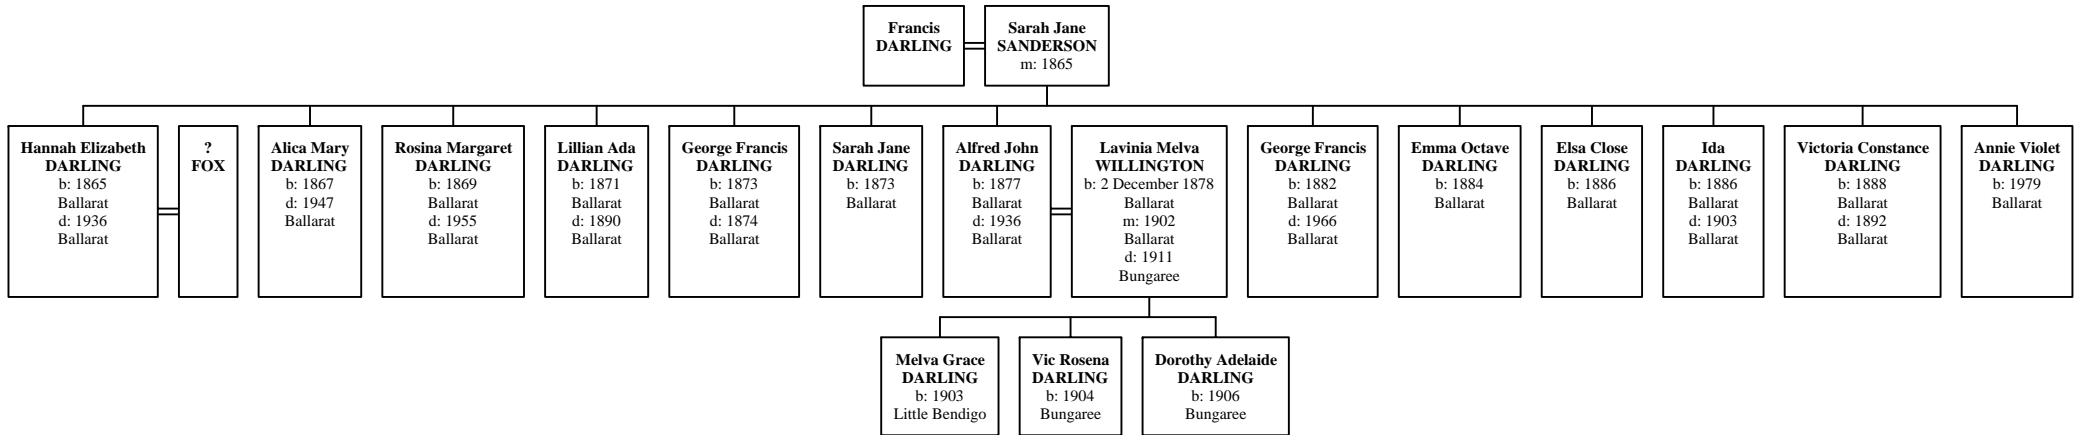 Francis
DARLING
Sarah Jane
SANDERSON
m: 1865
Hannah Elizabeth
DARLING
b: 1865
Ballarat
d: 1936
Ballarat
?
FOX
Alica Mary
DARLING
b: 1867
d: 1947
Ballarat
Rosina Margaret
DARLING
b: 1869
Ballarat
d: 1955
Ballarat
Lillian Ada
DARLING
b: 1871
Ballarat
d: 1890
Ballarat
George Francis
DARLING
b: 1873
Ballarat
d: 1874
Ballarat
Sarah Jane
DARLING
b: 1873
Ballarat
Alfred John
DARLING
b: 1877
Ballarat
d: 1936
Ballarat
Lavinia Melva
WILLINGTON
b: 2 December 1878
Ballarat
m: 1902
Ballarat
d: 1911
Bungaree
George Francis
DARLING
b: 1882
Ballarat
d: 1966
Ballarat
Emma Octave
DARLING
b: 1884
Ballarat
Elsa Close
DARLING
b: 1886
Ballarat
Ida
DARLING
b: 1886
Ballarat
d: 1903
Ballarat
Victoria Constance
DARLING
b: 1888
Ballarat
d: 1892
Ballarat
Annie Violet
DARLING
b: 1979
Ballarat
Melva Grace
DARLING
b: 1903
Little Bendigo
Vic Rosena
DARLING
b: 1904
Bungaree
Dorothy Adelaide
DARLING
b: 1906
Bungaree